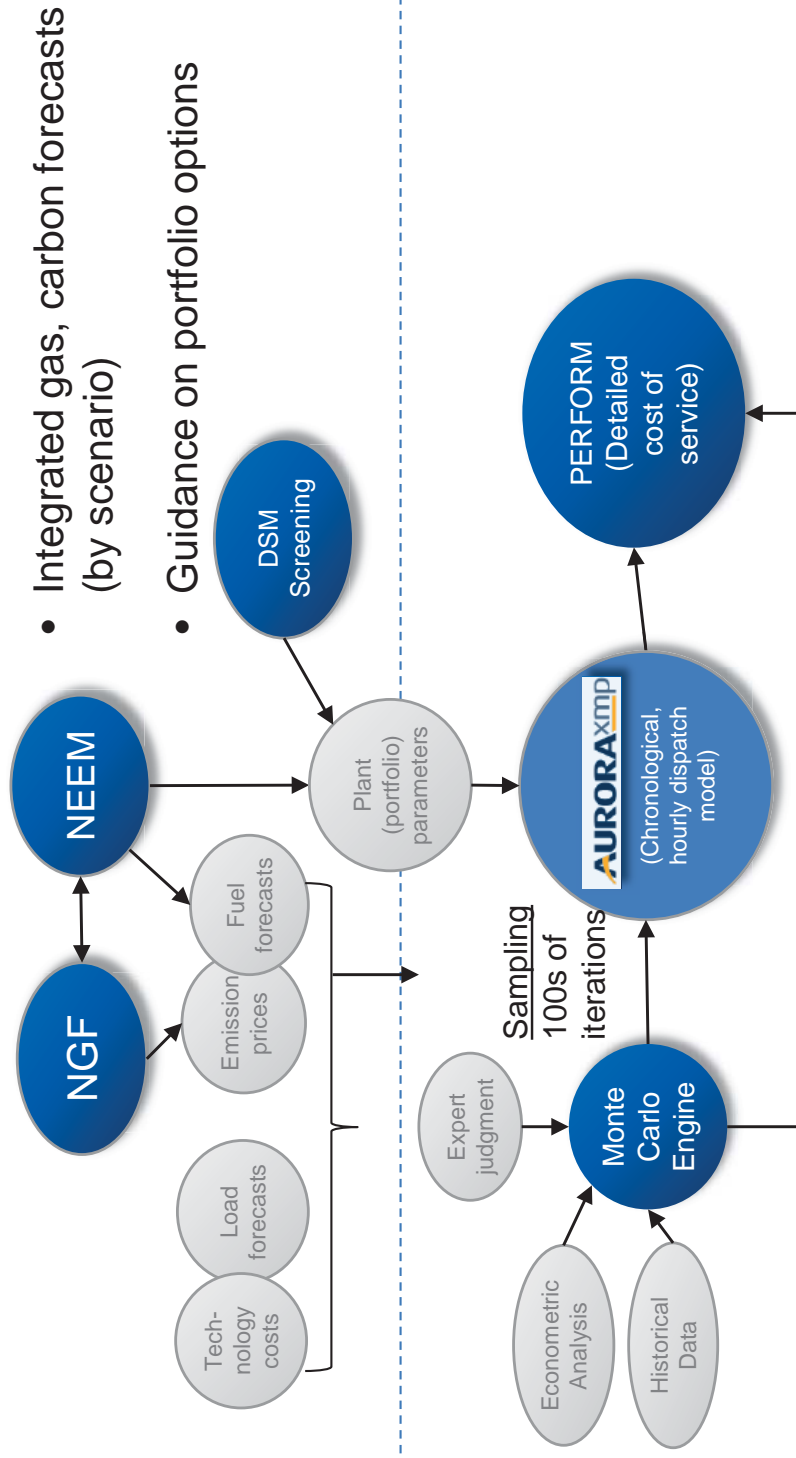 NGF
NEEM
• Integrated gas, carbon forecasts
(by scenario)
• Guidance on portfolio options
Tech-
nology
costs
Load
forecasts
Emission
prices
Fuel
forecasts
DSM
Screening
Plant
(portfolio)
parameters
Expert
judgment
Econometric
Analysis
Historical
Data
Monte
Carlo
Engine
Sampling
100s of
iterations
AURORAxmp
(Chronological,
hourly dispatch
model)
PERFORM
(Detailed
cost of
service)